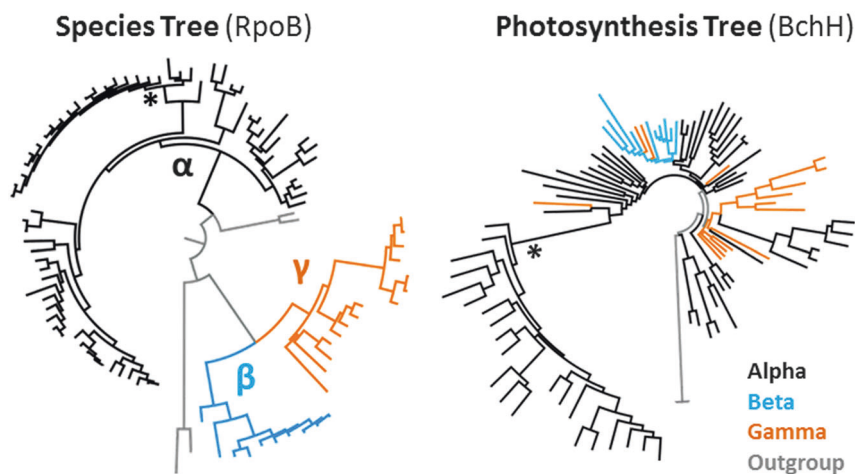 Species Tree (RpoB)
Photosynthesis Tree (BchH)
*
α
γ
β
*
Alpha
Beta
Gamma
Outgroup